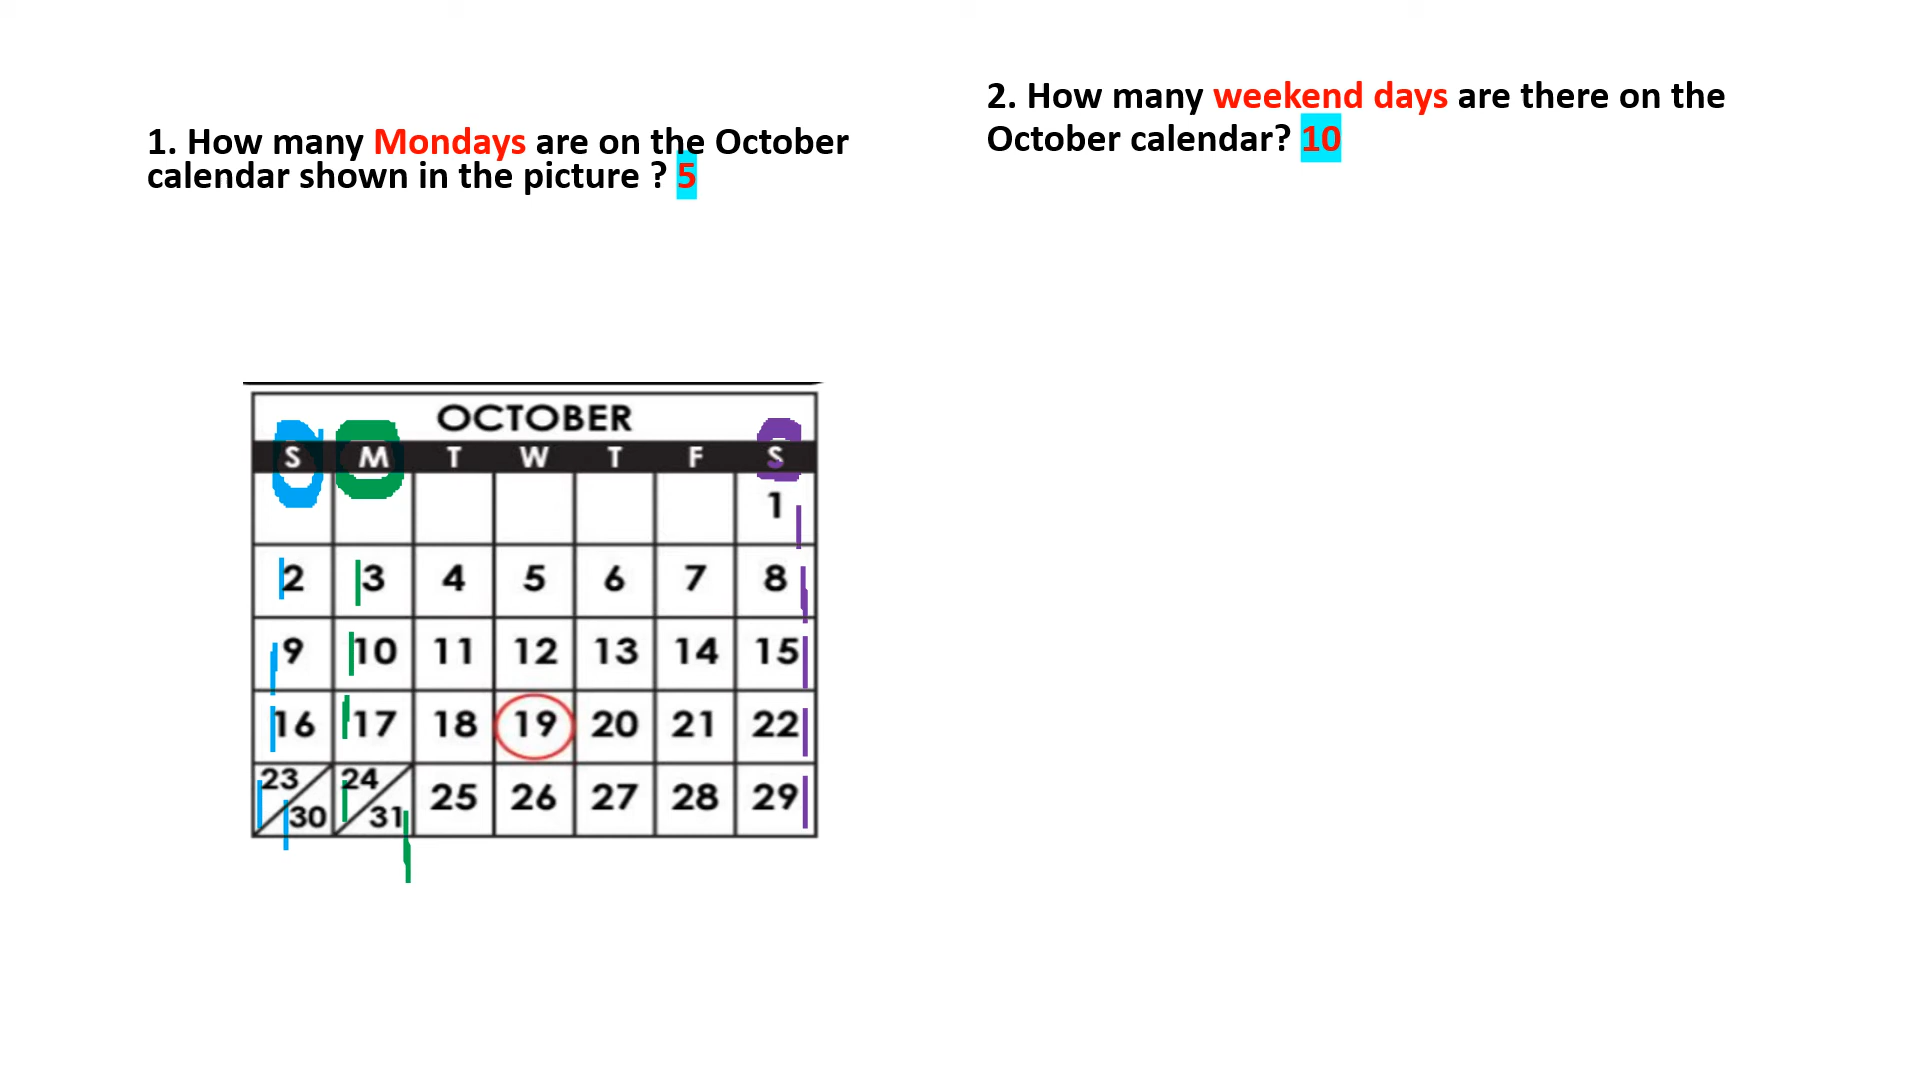 1. How many Mondays are on the October
calendar shown in the picture ? 5
2. How many weekend days are there on the
October calendar? 10
OCTOBER
S M T W T F S
1
2 3 4 5 6 7 8
9 10 11 12 13 14 15
16 17 18 19 20 21 22
23/30 24/31 25 26 27 28 29